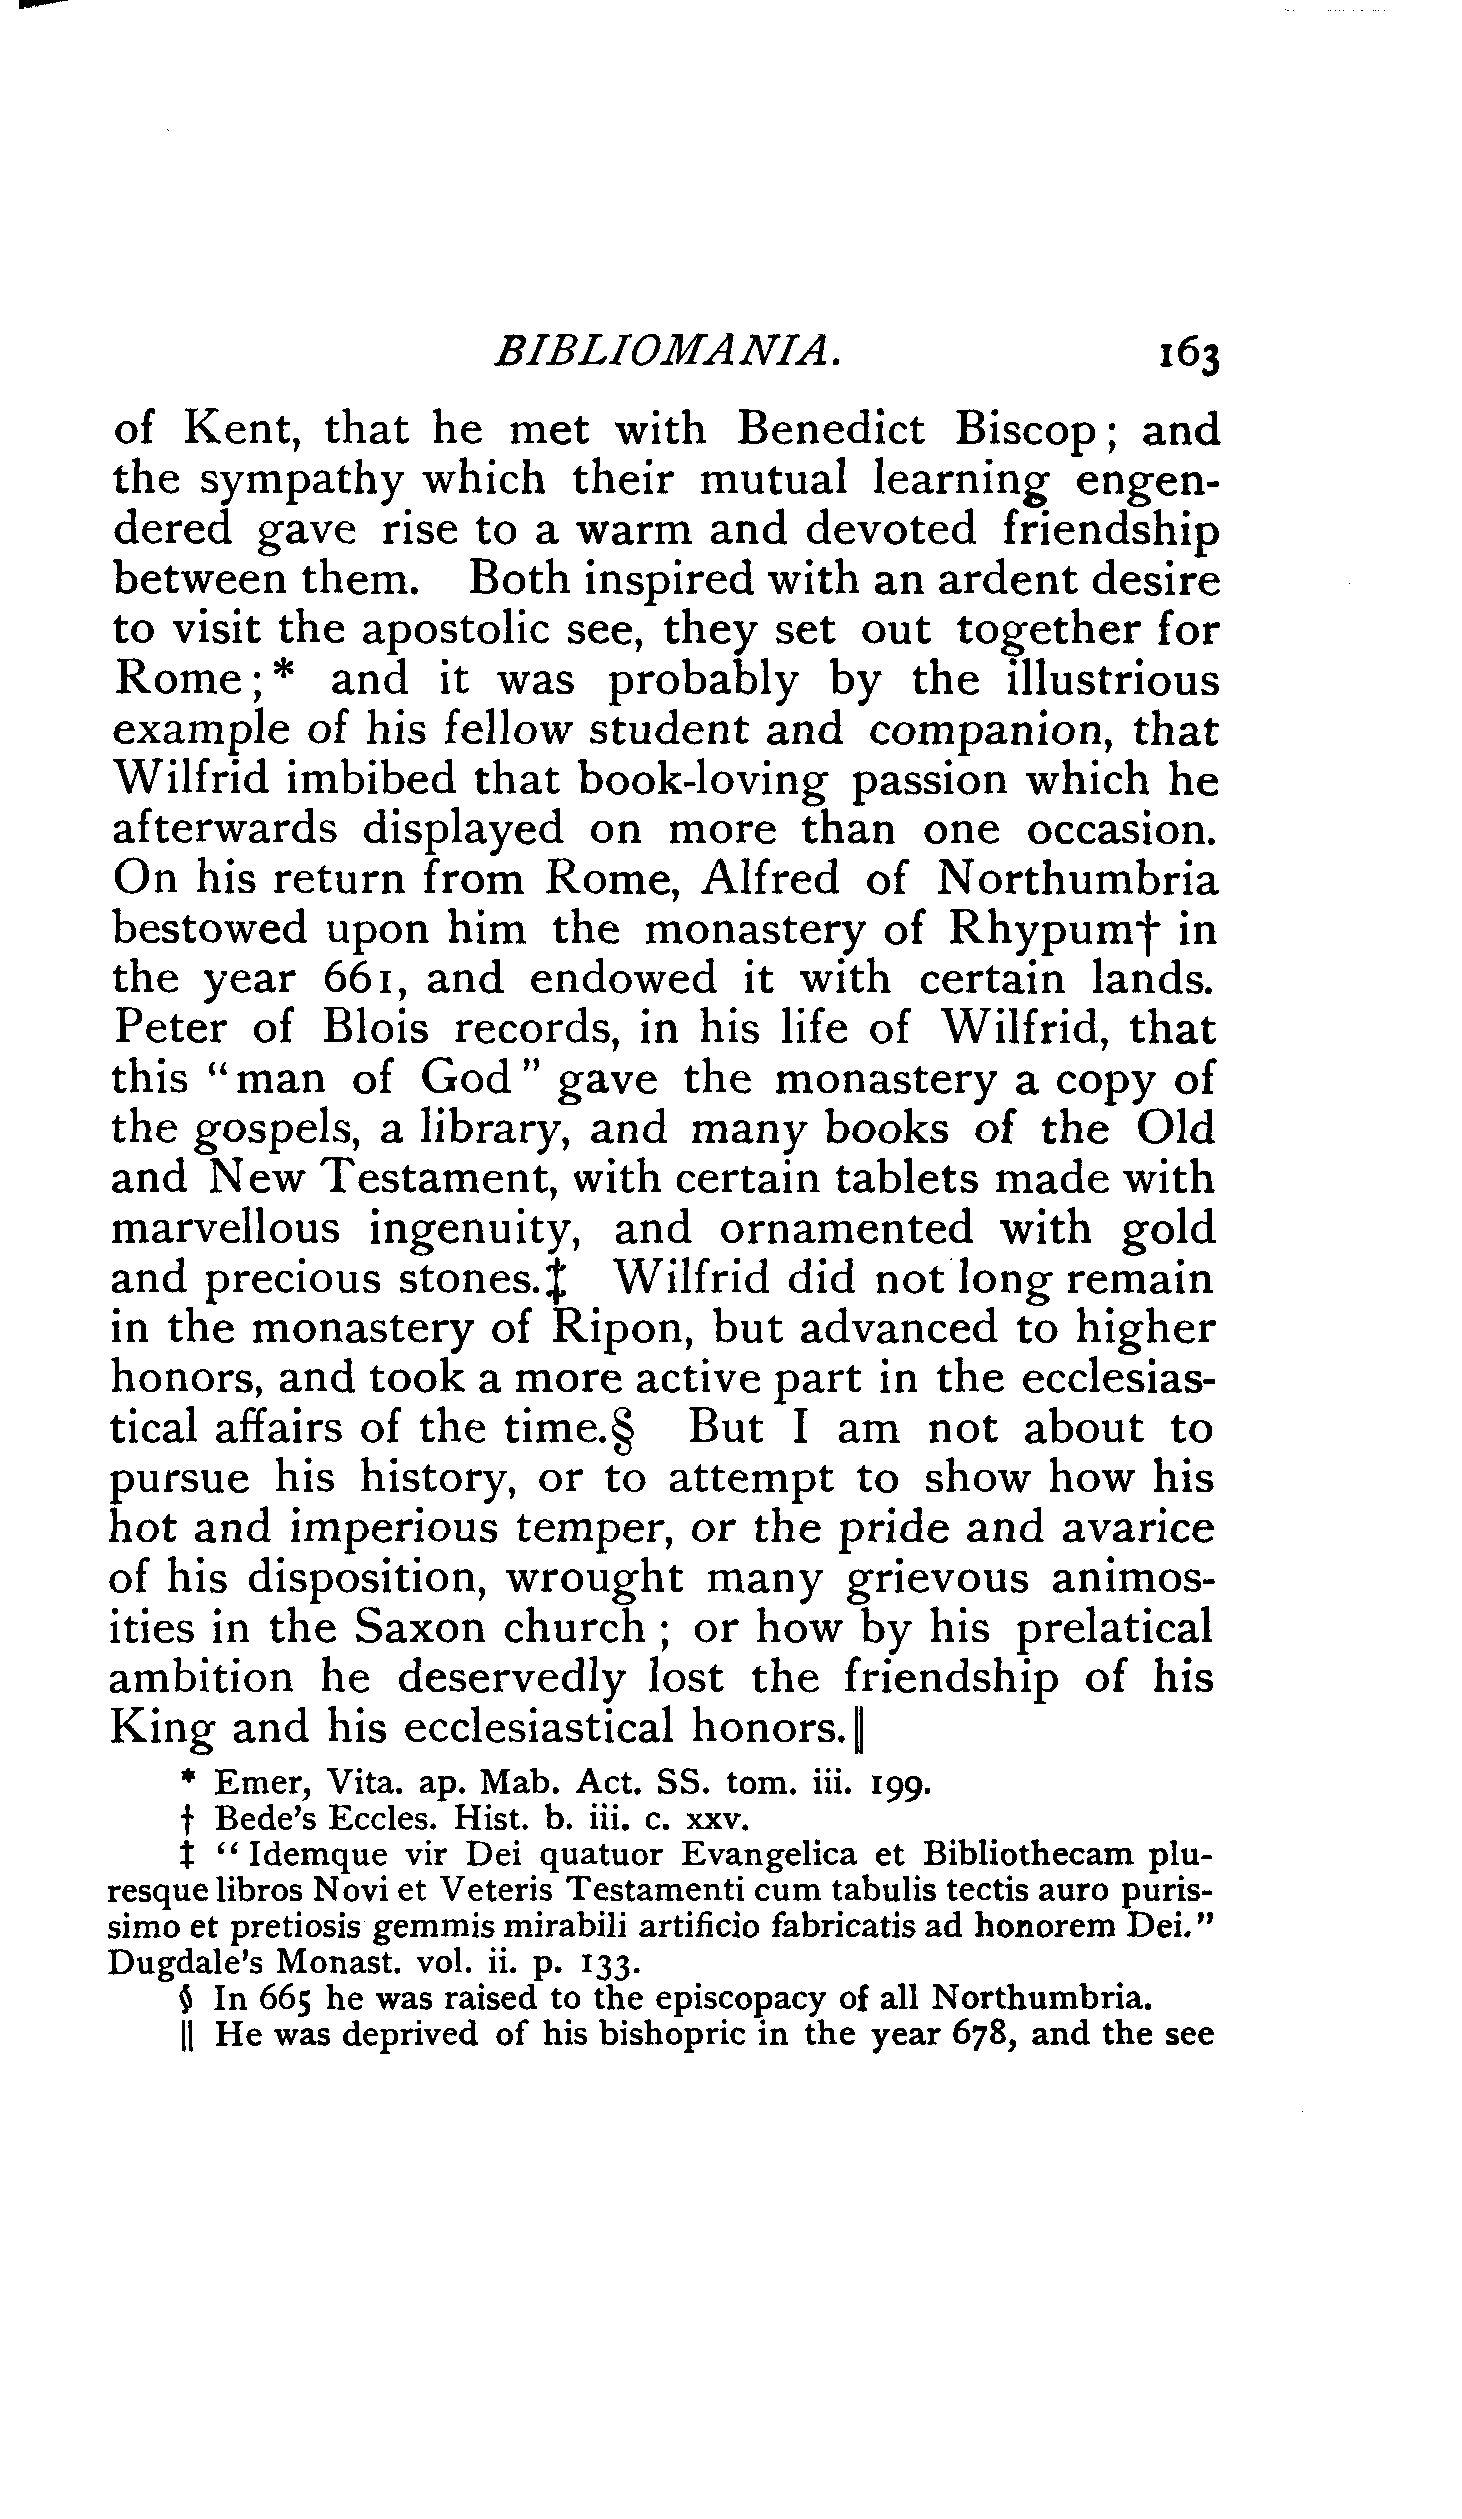 BIBLIOMANIA. 163
of Kent, that he met with Benedict Biscop; and
the sympathy which their mutual learning engen-
dered gave rise to a warm and devoted friendship
between them. Both inspired with an ardent desire
to visit the apostolic see, they set out together for
Rome;* and it was probably by the illustrious
example of his fellow student and companion, that
Wilfrid imbibed that book-loving passion which he
afterwards displayed on more than one occasion.
On his return from Rome, Alfred of Northumbria
bestowed upon him the monastery of Rhypum† in
the year 661, and endowed it with certain lands.
Peter of Blois records, in his life of Wilfrid, that
this "man of God" gave the monastery a copy of
the gospels, a library, and many books of the Old
and New Testament, with certain tablets made with
marvellous ingenuity, and ornamented with gold
and precious stones.‡ Wilfrid did not long remain
in the monastery of Ripon, but advanced to higher
honors, and took a more active part in the ecclesias-
tical affairs of the time.§ But I am not about to
pursue his history, or to attempt to show how his
hot and imperious temper, or the pride and avarice
of his disposition, wrought many grievous animos-
ities in the Saxon church; or how by his prelatical
ambition he deservedly lost the friendship of his
King and his ecclesiastical honors.‖
* Emer, Vita. ap. Mab. Act. SS. tom. iii. 199.
† Bede's Eccles. Hist. b. iii. c. xxv.
‡ "Idemque vir Dei quatuor Evangelica et Bibliothecam plu-
resque libros Novi et Veteris Testamenti cum tabulis tectis auro puris-
simo et pretiosis gemmis mirabili artificio fabricatis ad honorem Dei."
Dugdale's Monast. vol. ii. p. 133.
§ In 665 he was raised to the episcopacy of all Northumbria.
‖ He was deprived of his bishopric in the year 678, and the see